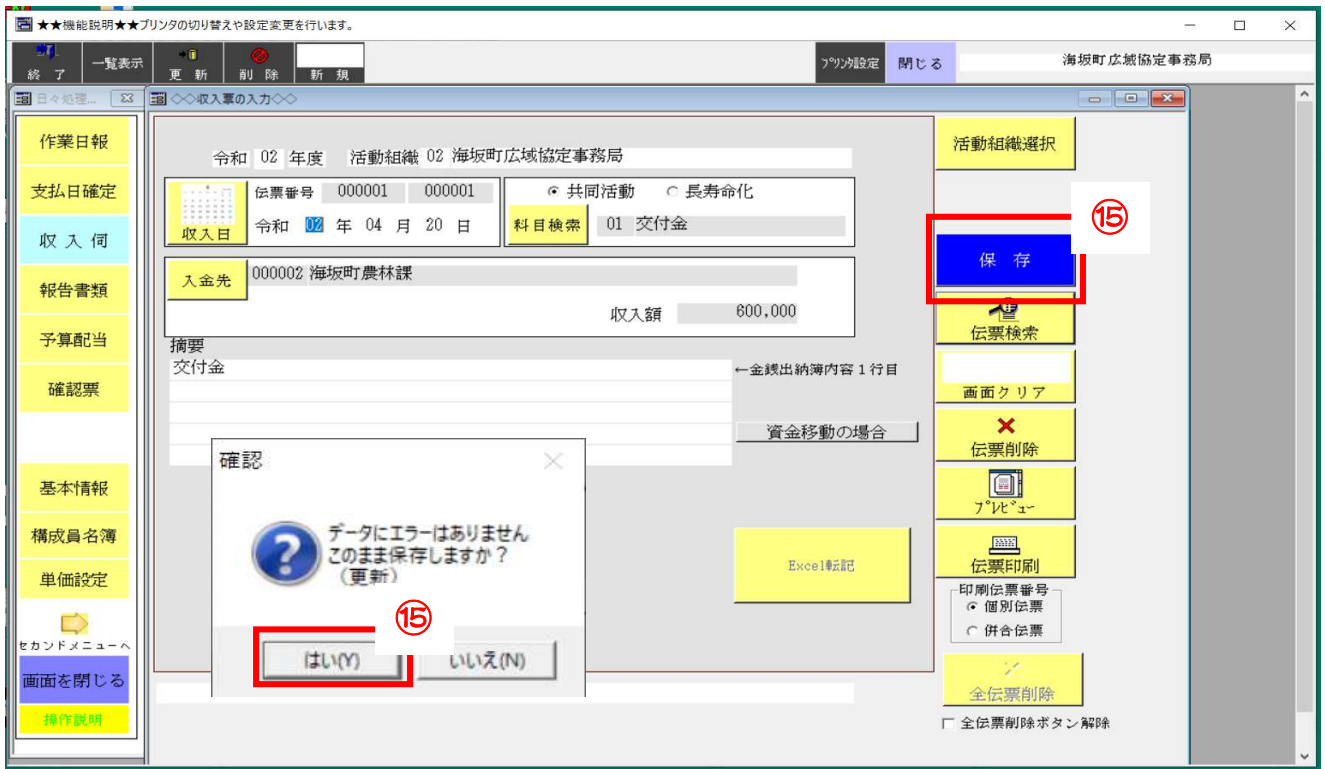 ★★機能説明★★プリンタの切り替えや設定変更を行います。
終 了
一覧表示
更 新
削 除
新 規
ﾌﾟﾘﾝﾀ設定
閉じる
海坂町広域協定事務局
日々処理...
◇◇収入票の入力◇◇
作業日報
支払日確定
収 入 伺
報告書類
予算配当
確認票
基本情報
構成員名簿
単価設定
セカンドメニューへ
画面を閉じる
操作説明
令和 02 年度 活動組織 02 海坂町広域協定事務局
収入日
伝票番号 000001 000001
令和 02 年 04 月 20 日
共同活動 長寿命化
科目検索 01 交付金
入金先 000002 海坂町農林課
収入額 600,000
摘要
交付金
←金銭出納簿内容１行目
資金移動の場合
確認
データにエラーはありません
このまま保存しますか？
（更新）
⑮
はい(Y)
いいえ(N)
Excel転記
活動組織選択
⑮
保 存
伝票検索
画面クリア
伝票削除
ﾌﾟﾚﾋﾞｭｰ
伝票印刷
印刷伝票番号
個別伝票
併合伝票
全伝票削除
全伝票削除ボタン解除